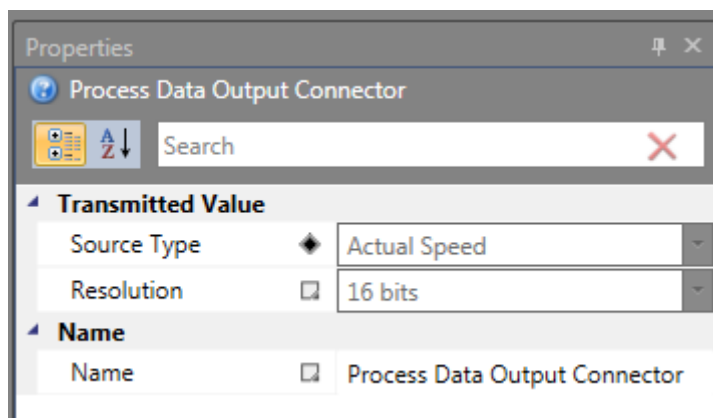 Properties
Process Data Output Connector
A
Z
Search
Transmitted Value
Source Type Actual Speed
Resolution 16 bits
Name
Name Process Data Output Connector